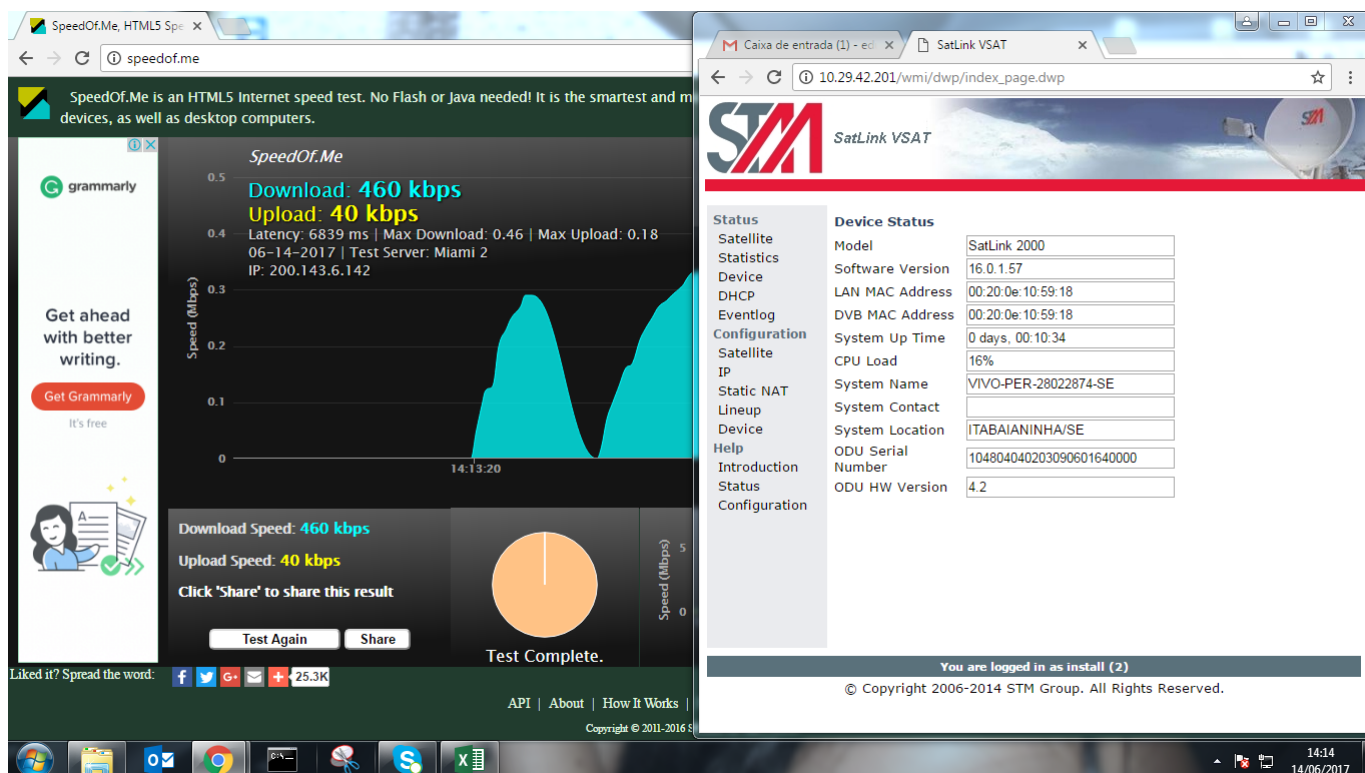 SpeedOf.Me, HTML5 Spe
speedof.me
SpeedOf.Me is an HTML5 Internet speed test. No Flash or Java needed! It is the smartest and m
devices, as well as desktop computers.
grammarly
Get ahead
with better
writing.
Get Grammarly
It's free
SpeedOf.Me
Download: 460 kbps
Upload: 40 kbps
Latency: 6839 ms | Max Download: 0.46 | Max Upload: 0.18
06-14-2017 | Test Server: Miami 2
IP: 200.143.6.142
Speed (Mbps)
0.5
0.4
0.3
0.2
0.1
0
14:13:20
Download Speed: 460 kbps
Upload Speed: 40 kbps
Click 'Share' to share this result
Test Again
Share
Test Complete.
Speed (Mbps)
5
0
Liked it? Spread the word:
25.3K
API | About | How It Works |
Copyright © 2011-2016 S
Caixa de entrada (1) - ed
SatLink VSAT
10.29.42.201/wmi/dwp/index_page.dwp
STM
SatLink VSAT
STM
Status
Satellite
Statistics
Device
DHCP
Eventlog
Configuration
Satellite
IP
Static NAT
Lineup
Device
Help
Introduction
Status
Configuration
Device Status
Model SatLink 2000
Software Version 16.0.1.57
LAN MAC Address 00:20:0e:10:59:18
DVB MAC Address 00:20:0e:10:59:18
System Up Time 0 days, 00:10:34
CPU Load 16%
System Name VIVO-PER-28022874-SE
System Contact
System Location ITABAIANINHA/SE
ODU Serial
Number 104804040203090601640000
ODU HW Version 4.2
You are logged in as install (2)
© Copyright 2006-2014 STM Group. All Rights Reserved.
14:14
14/06/2017